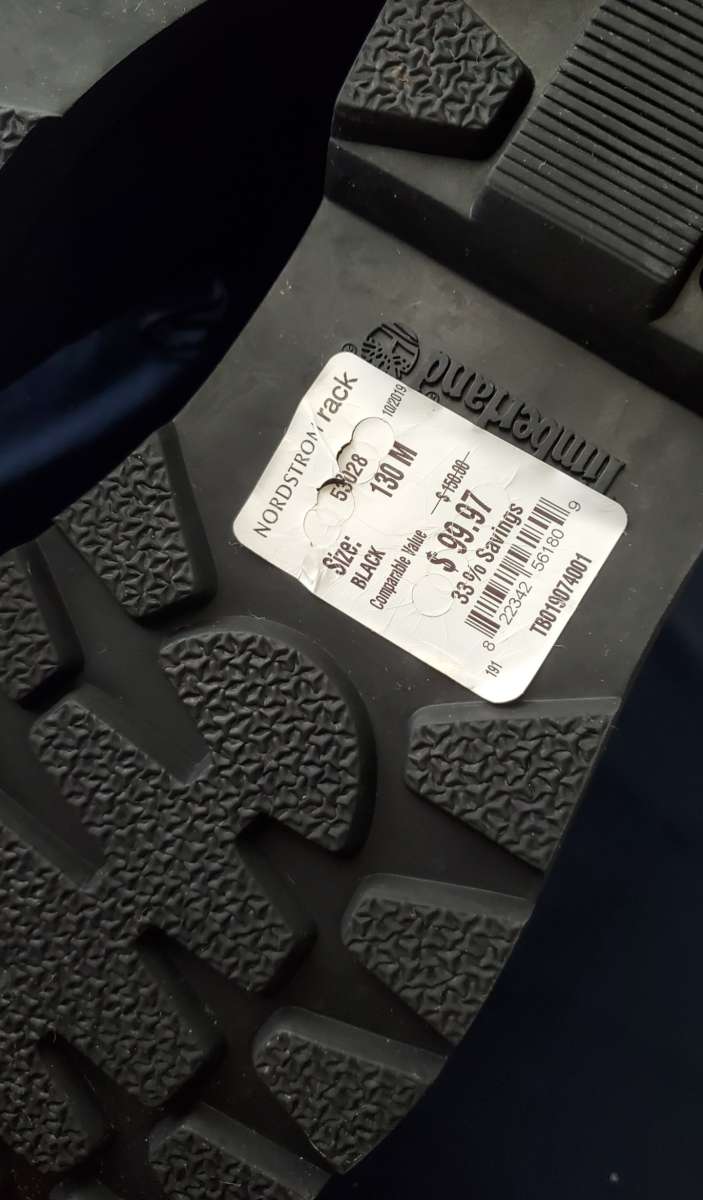 Timberland®
NORDSTROM rack
53028 10/2019
Size: 130 M
BLACK
Comparable Value $150.00
$99.97
33% Savings
8 22342 56180 9
191 TB019074001